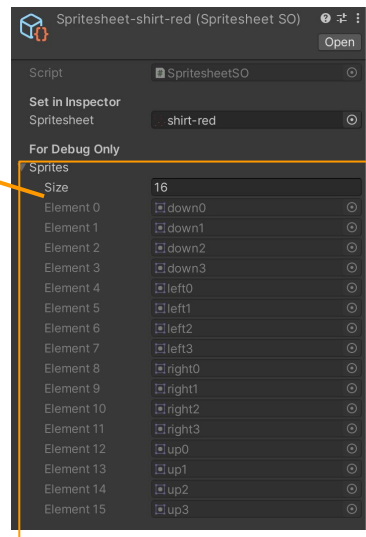 Spritesheet-shirt-red (Spritesheet SO)
Open
Script SpritesheetSO
Set in Inspector
Spritesheet shirt-red
For Debug Only
Sprites
Size 16
Element 0 down0
Element 1 down1
Element 2 down2
Element 3 down3
Element 4 left0
Element 5 left1
Element 6 left2
Element 7 left3
Element 8 right0
Element 9 right1
Element 10 right2
Element 11 right3
Element 12 up0
Element 13 up1
Element 14 up2
Element 15 up3